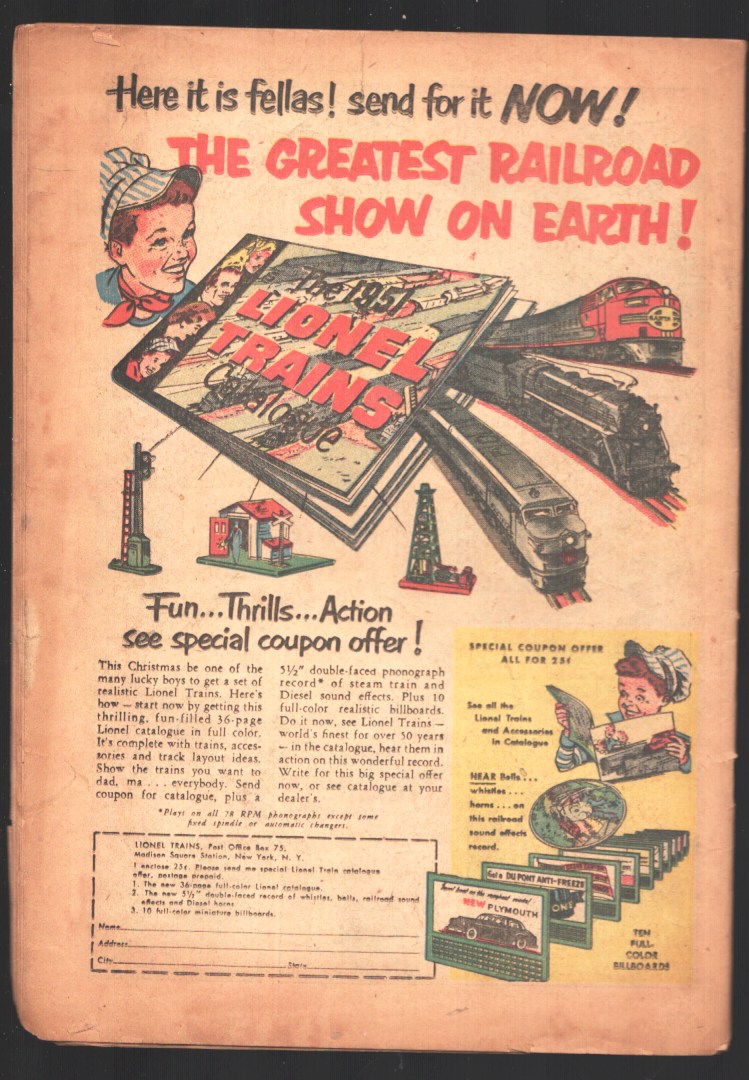 Here it is fellas! send for it NOW!
THE GREATEST RAILROAD
SHOW ON EARTH!
The 1951
LIONEL
TRAINS
Catalogue
SANTA FE
Fun...Thrills...Action
see special coupon offer!
This Christmas be one of the
many lucky boys to get a set of
realistic Lionel Trains. Here's
how — start now by getting this
thrilling, fun-filled 36-page
Lionel catalogue in full color.
It's complete with trains, acces-
sories and track layout ideas.
Show the trains you want to
dad, ma . . . everybody. Send
coupon for catalogue, plus a
5½" double-faced phonograph
record* of steam train and
Diesel sound effects. Plus 10
full-color realistic billboards.
Do it now, see Lionel Trains —
world's finest for over 50 years
— in the catalogue, hear them in
action on this wonderful record.
Write for this big special offer
now, or see catalogue at your
dealer's.
*Plays on all 78 RPM phonographs except some
fixed spindle or automatic changers.
LIONEL TRAINS, Post Office Box 75,
Madison Square Station, New York, N. Y.
I enclose 25¢. Please send me special Lionel Train catalogue
offer, postage prepaid.
1. The new 36-page full-color Lionel catalogue.
2. The new 5½" double-faced record of whistles, bells, railroad sound
effects and Diesel horns
3. 10 full-color miniature billboards.
Name
Address
City State
SPECIAL COUPON OFFER
ALL FOR 25¢
See all the
Lionel Trains
and Accessories
in Catalogue
HEAR Bells...
whistles...
horns...on
this railroad
sound effects
record.
Get a DU PONT ANTI-FREEZE
NEW PLYMOUTH
TEN
FULL-
COLOR
BILLBOARDS